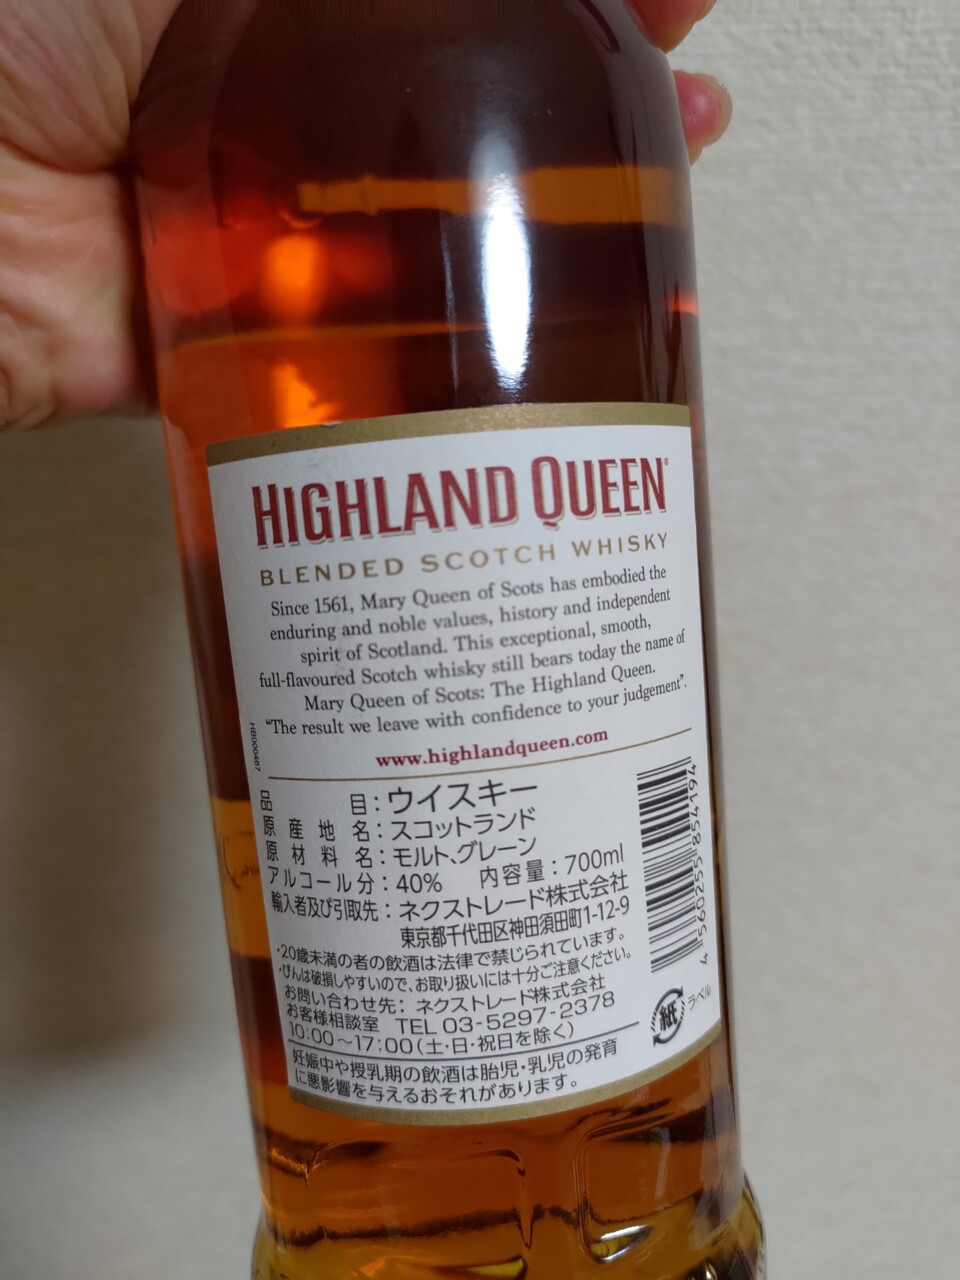 HIGHLAND QUEEN®
BLENDED SCOTCH WHISKY
Since 1561, Mary Queen of Scots has embodied the
enduring and noble values, history and independent
spirit of Scotland. This exceptional, smooth,
full-flavoured Scotch whisky still bears today the name of
Mary Queen of Scots: The Highland Queen.
“The result we leave with confidence to your judgement”.
www.highlandqueen.com
HB000467
品目：ウイスキー
原産地名：スコットランド
原材料名：モルト、グレーン
アルコール分：40% 内容量：700ml
輸入者及び引取先：ネクストレード株式会社
東京都千代田区神田須田町1-12-9
・20歳未満の者の飲酒は法律で禁じられています。
・びんは破損しやすいので、お取り扱いには十分ご注意ください。
お問い合わせ先：ネクストレード株式会社
お客様相談室 TEL 03-5297-2378
10:00～17:00(土・日・祝日を除く)
妊娠中や授乳期の飲酒は胎児・乳児の発育
に悪影響を与えるおそれがあります。
4 560255 854194
紙 ラベル